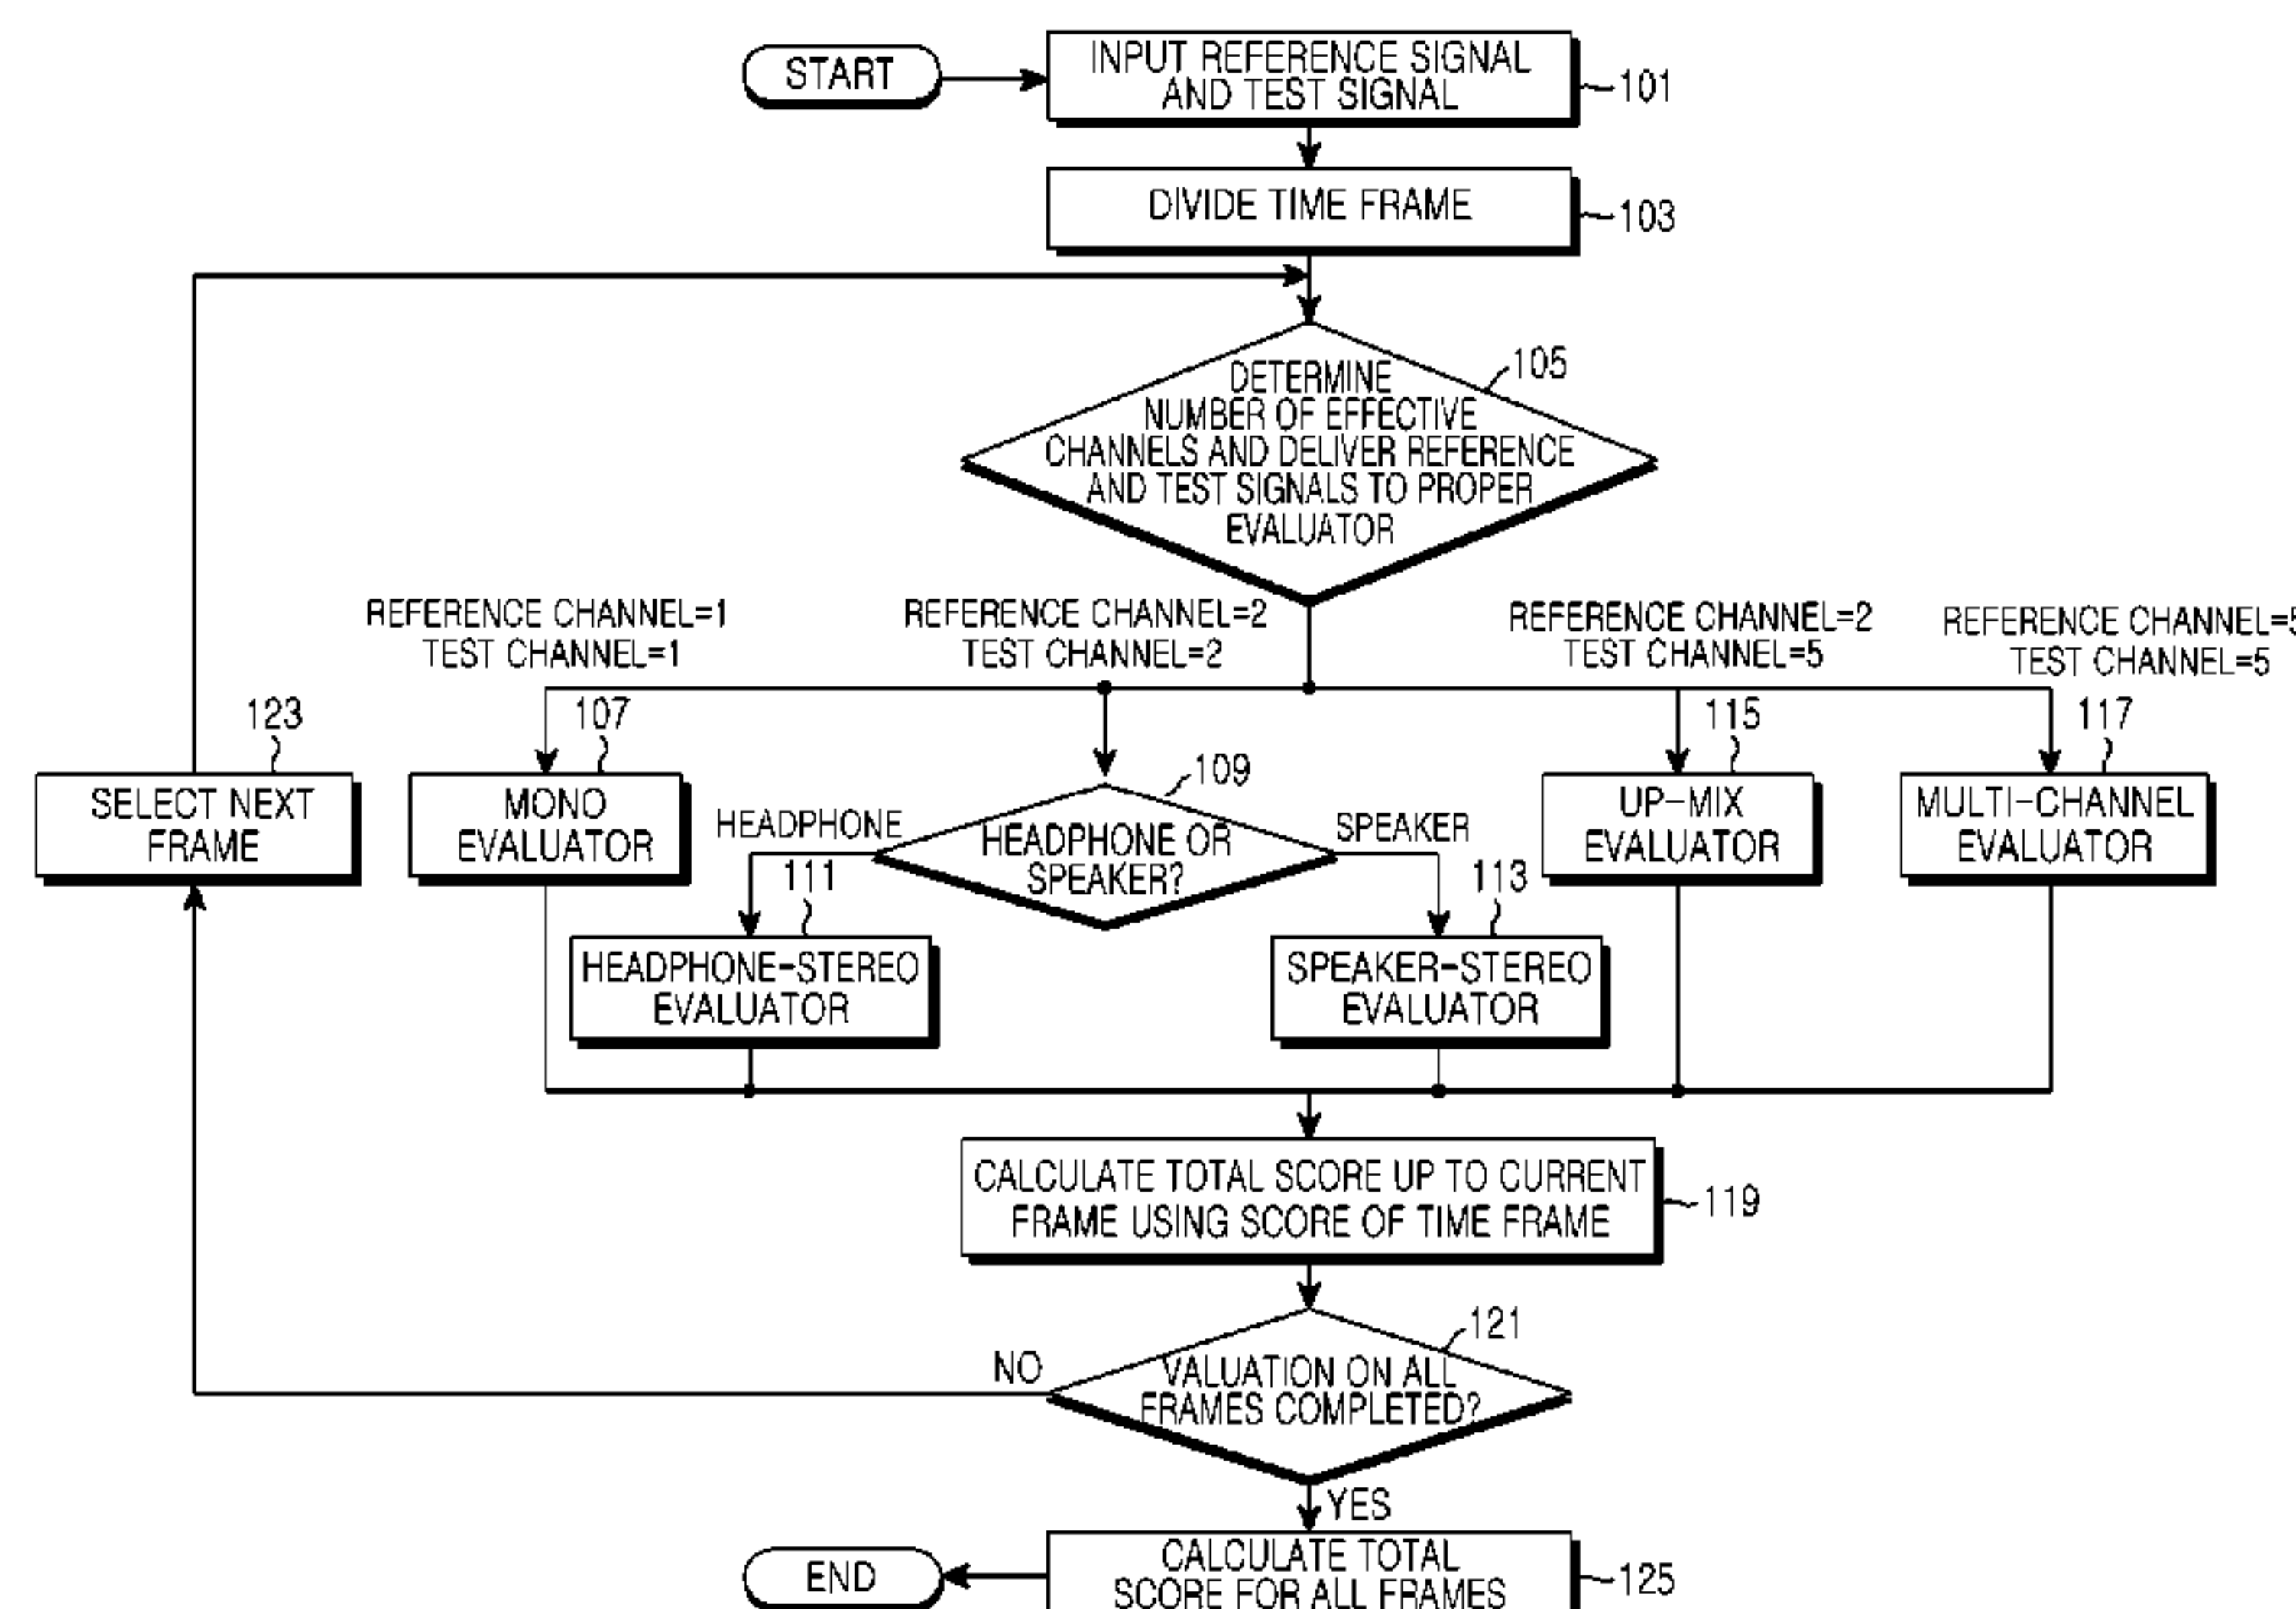 START
INPUT REFERENCE SIGNAL
AND TEST SIGNAL
101
DIVIDE TIME FRAME
103
105
DETERMINE
NUMBER OF EFFECTIVE
CHANNELS AND DELIVER REFERENCE
AND TEST SIGNALS TO PROPER
EVALUATOR
REFERENCE CHANNEL=1
TEST CHANNEL=1
REFERENCE CHANNEL=2
TEST CHANNEL=2
REFERENCE CHANNEL=2
TEST CHANNEL=5
REFERENCE CHANNEL=5
TEST CHANNEL=5
123
SELECT NEXT
FRAME
107
MONO
EVALUATOR
109
HEADPHONE OR
SPEAKER?
HEADPHONE
SPEAKER
111
HEADPHONE-STEREO
EVALUATOR
113
SPEAKER-STEREO
EVALUATOR
115
UP-MIX
EVALUATOR
117
MULTI-CHANNEL
EVALUATOR
CALCULATE TOTAL SCORE UP TO CURRENT
FRAME USING SCORE OF TIME FRAME
119
121
VALUATION ON ALL
FRAMES COMPLETED?
NO
YES
CALCULATE TOTAL
SCORE FOR ALL FRAMES
125
END